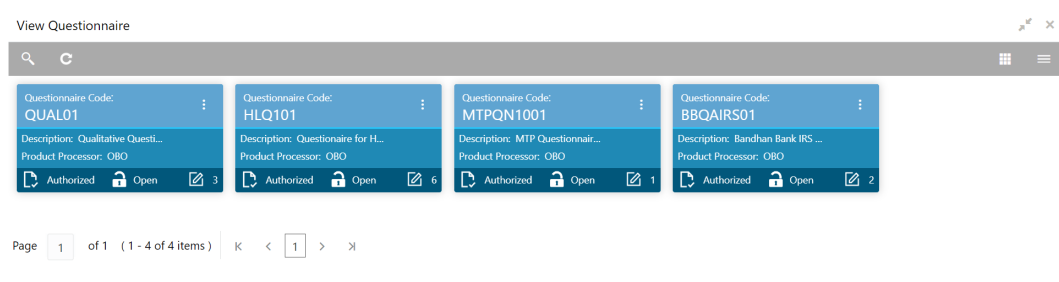 View Questionnaire
Questionnaire Code:
QUAL01
Description: Qualitative Questi...
Product Processor: OBO
Authorized Open 3
Questionnaire Code:
HLQ101
Description: Questionaire for H...
Product Processor: OBO
Authorized Open 6
Questionnaire Code:
MTPQN1001
Description: MTP Questionnair...
Product Processor: OBO
Authorized Open 1
Questionnaire Code:
BBQAIRS01
Description: Bandhan Bank IRS ...
Product Processor: OBO
Authorized Open 2
Page 1 of 1 ( 1 - 4 of 4 items ) 1